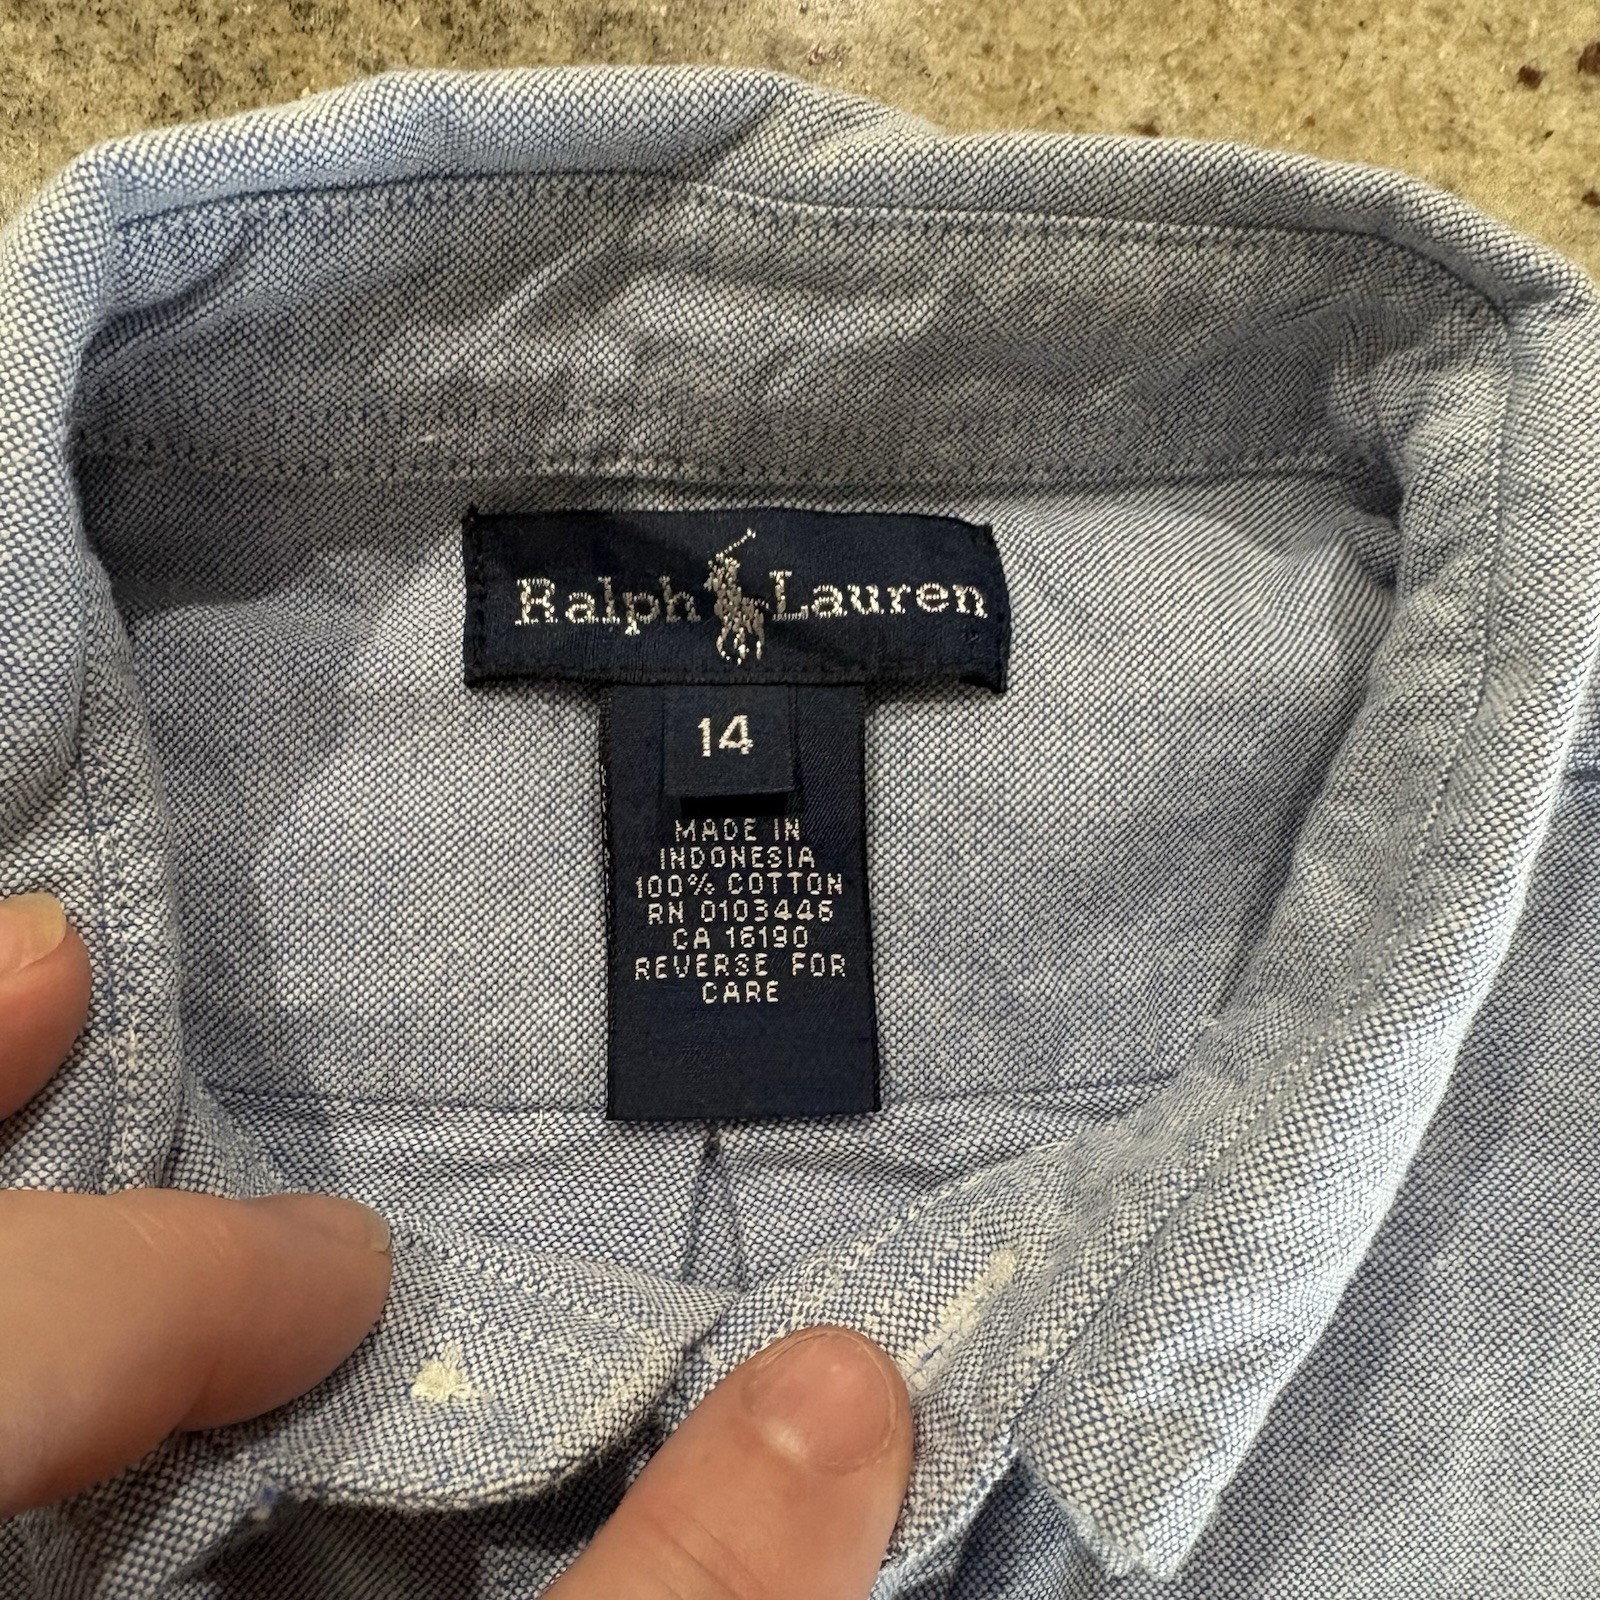 Ralph Lauren
14
MADE IN
INDONESIA
100% COTTON
RN 0103446
CA 16190
REVERSE FOR
CARE